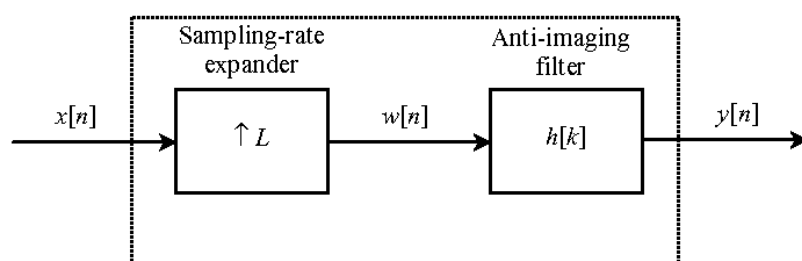 Sampling-rate
expander
Anti-imaging
filter
x[n]
↑ L
w[n]
h[k]
y[n]